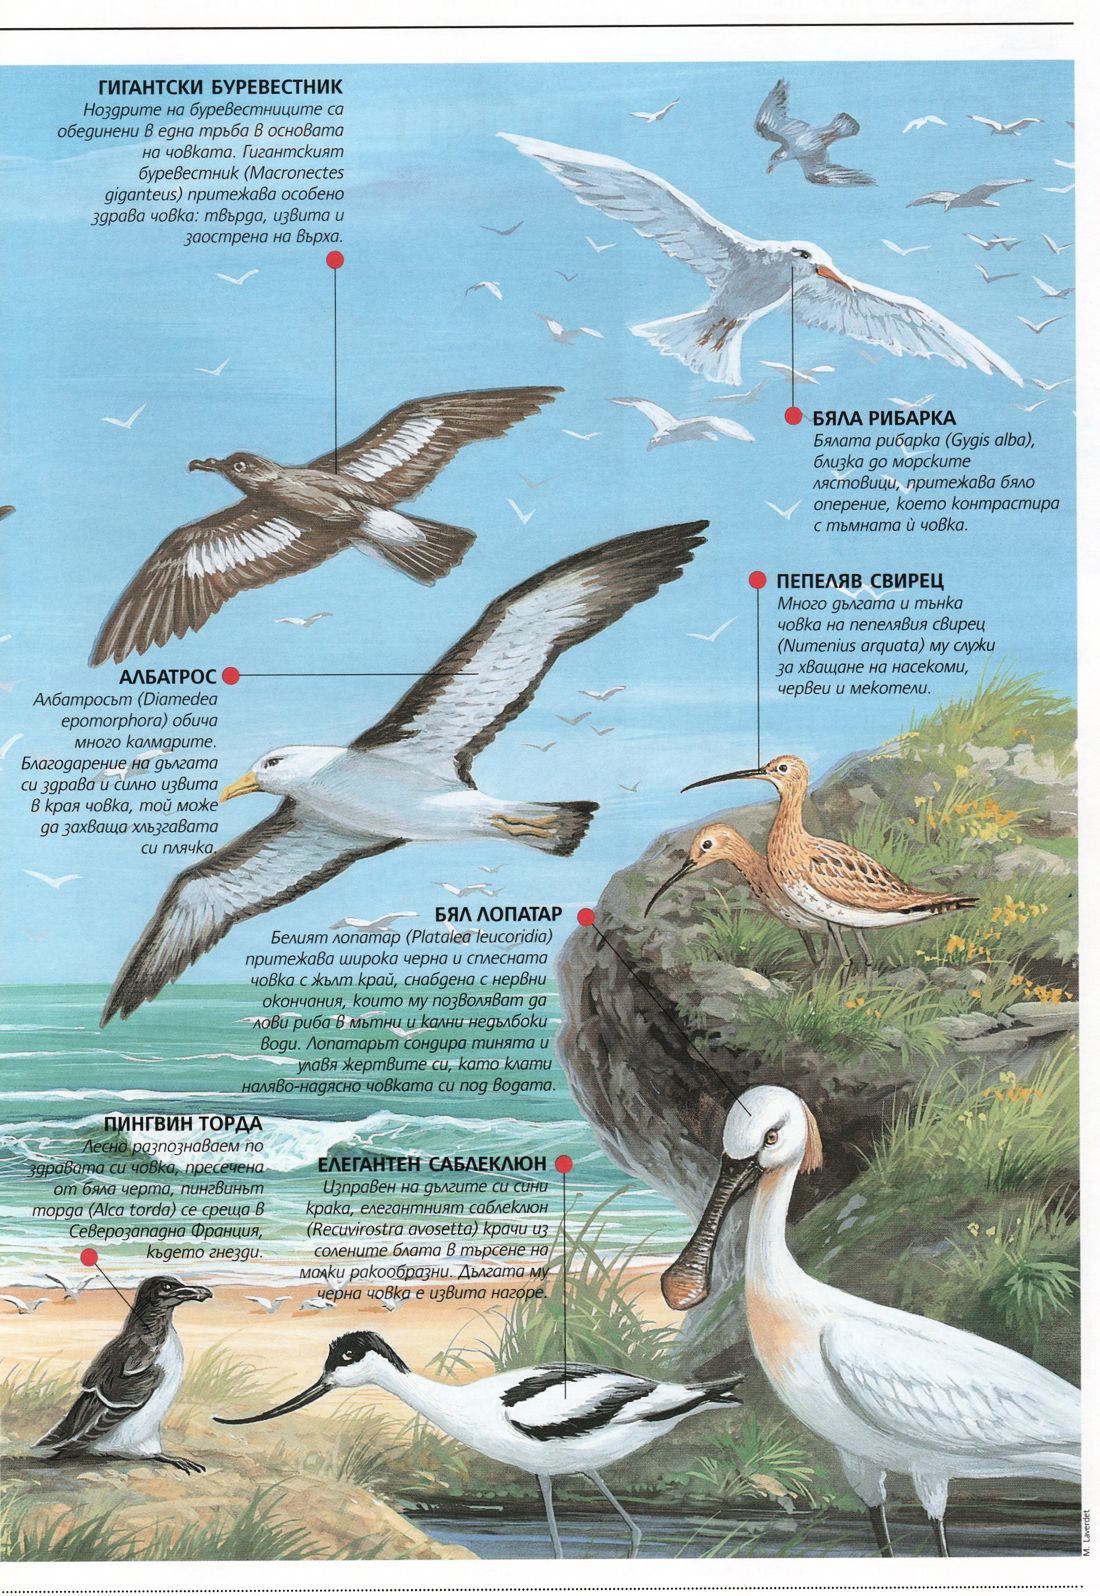 ГИГАНТСКИ БУРЕВЕСТНИК
Ноздрите на буревестниците са
обединени в една тръба в основата
на човката. Гигантският
буревестник (Macronectes
giganteus) притежава особено
здрава човка: твърда, извита и
заострена на върха.
БЯЛА РИБАРКА
Бялата рибарка (Gygis alba),
близка до морските
лястовици, притежава бяло
оперение, което контрастира
с тъмната ѝ човка.
ПЕПЕЛЯВ СВИРЕЦ
Много дългата и тънка
човка на пепелявия свирец
(Numenius arquata) му служи
за хващане на насекоми,
червеи и мекотели.
АЛБАТРОС
Албатросът (Diamedea
epomorphora) обича
много калмарите.
Благодарение на дългата
си здрава и силно извита
в края човка, той може
да захваща хлъзгавата
си плячка.
БЯЛ ЛОПАТАР
Белият лопатар (Platalea leucoridia)
притежава широка черна и сплесната
човка с жълт край, снабдена с нервни
окончания, които му позволяват да
лови риба в мътни и кални недълбоки
води. Лопатарът сондира тинята и
улавя жертвите си, като клати
наляво-надясно човката си под водата.
ПИНГВИН ТОРДА
Лесно разпознаваем по
здравата си човка, пресечена
от бяла черта, пингвинът
торда (Alca torda) се среща в
Северозападна Франция,
където гнезди.
ЕЛЕГАНТЕН САБЛЕКЛЮН
Изправен на дългите си сини
крака, елегантният саблеклюн
(Recuvirostra avosetta) крачи из
солените блата в търсене на
малки ракообразни. Дългата му
черна човка е извита нагоре.
M. Laverdet